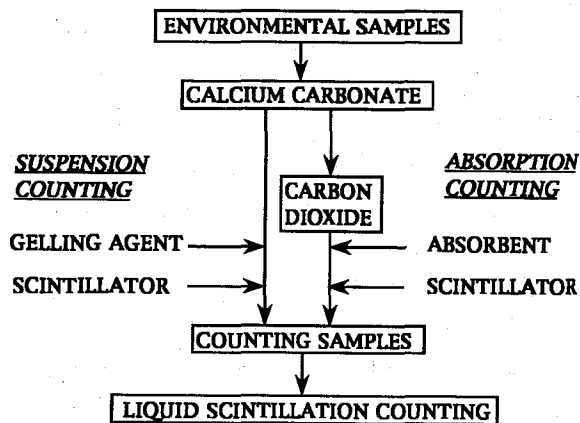 ENVIRONMENTAL SAMPLES
CALCIUM CARBONATE
SUSPENSION
COUNTING
ABSORPTION
COUNTING
CARBON
DIOXIDE
GELLING AGENT
ABSORBENT
SCINTILLATOR
SCINTILLATOR
COUNTING SAMPLES
LIQUID SCINTILLATION COUNTING